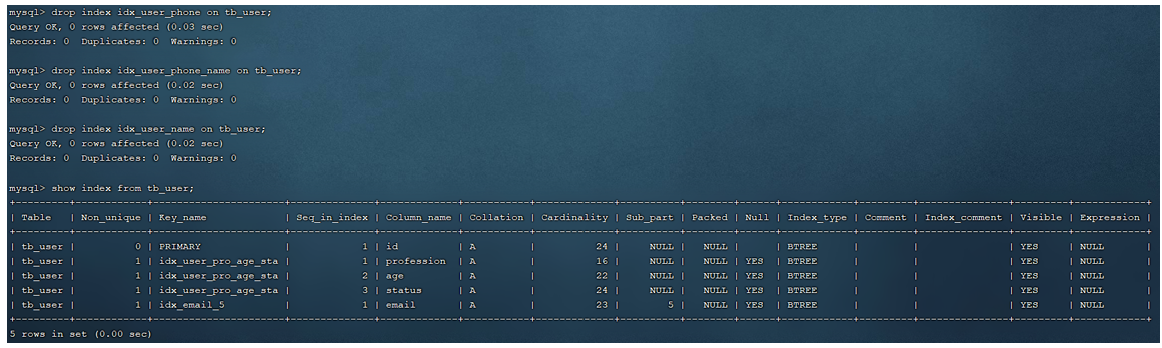 mysql> drop index idx_user_phone on tb_user;
Query OK, 0 rows affected (0.03 sec)
Records: 0  Duplicates: 0  Warnings: 0
mysql> drop index idx_user_phone_name on tb_user;
Query OK, 0 rows affected (0.02 sec)
Records: 0  Duplicates: 0  Warnings: 0
mysql> drop index idx_user_name on tb_user;
Query OK, 0 rows affected (0.02 sec)
Records: 0  Duplicates: 0  Warnings: 0
mysql> show index from tb_user;
| Table   | Non_unique | Key_name             | Seq_in_index | Column_name | Collation | Cardinality | Sub_part | Packed | Null | Index_type | Comment | Index_comment | Visible | Expression |
| tb_user |          0 | PRIMARY              |            1 | id          | A         |          24 |     NULL |   NULL |      | BTREE      |         |               | YES     | NULL       |
| tb_user |          1 | idx_user_pro_age_sta |            1 | profession  | A         |          16 |     NULL |   NULL | YES  | BTREE      |         |               | YES     | NULL       |
| tb_user |          1 | idx_user_pro_age_sta |            2 | age         | A         |          22 |     NULL |   NULL | YES  | BTREE      |         |               | YES     | NULL       |
| tb_user |          1 | idx_user_pro_age_sta |            3 | status      | A         |          24 |     NULL |   NULL | YES  | BTREE      |         |               | YES     | NULL       |
| tb_user |          1 | idx_email_5          |            1 | email       | A         |          23 |        5 |   NULL | YES  | BTREE      |         |               | YES     | NULL       |
5 rows in set (0.00 sec)